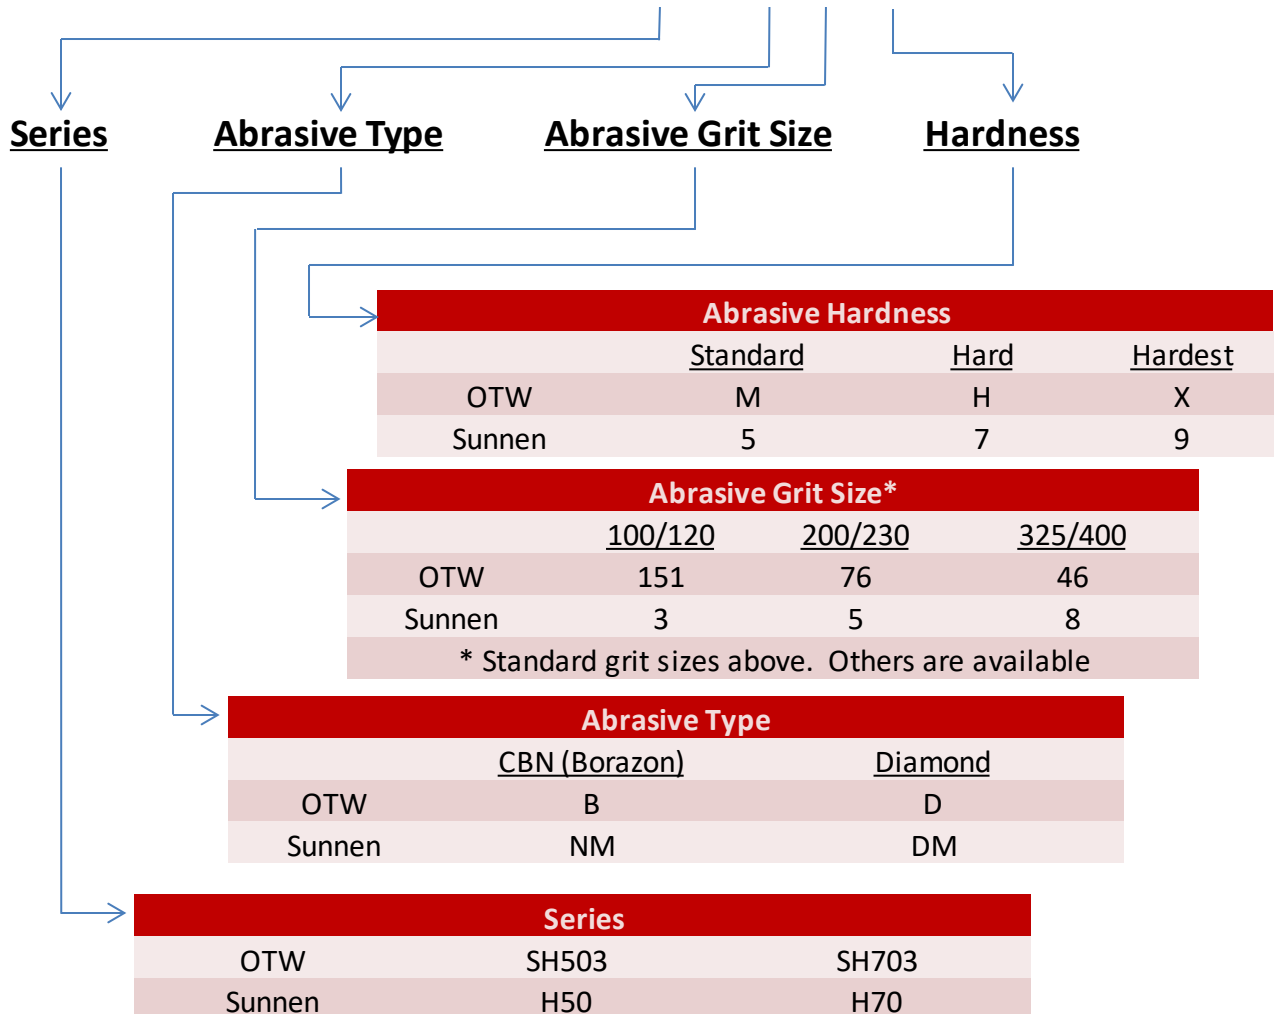 Series Abrasive Type Abrasive Grit Size Hardness
Abrasive Hardness
Standard Hard Hardest
OTW M H X
Sunnen 5 7 9
Abrasive Grit Size*
100/120 200/230 325/400
OTW 151 76 46
Sunnen 3 5 8
* Standard grit sizes above. Others are available
Abrasive Type
CBN (Borazon) Diamond
OTW B D
Sunnen NM DM
Series
OTW SH503 SH703
Sunnen H50 H70